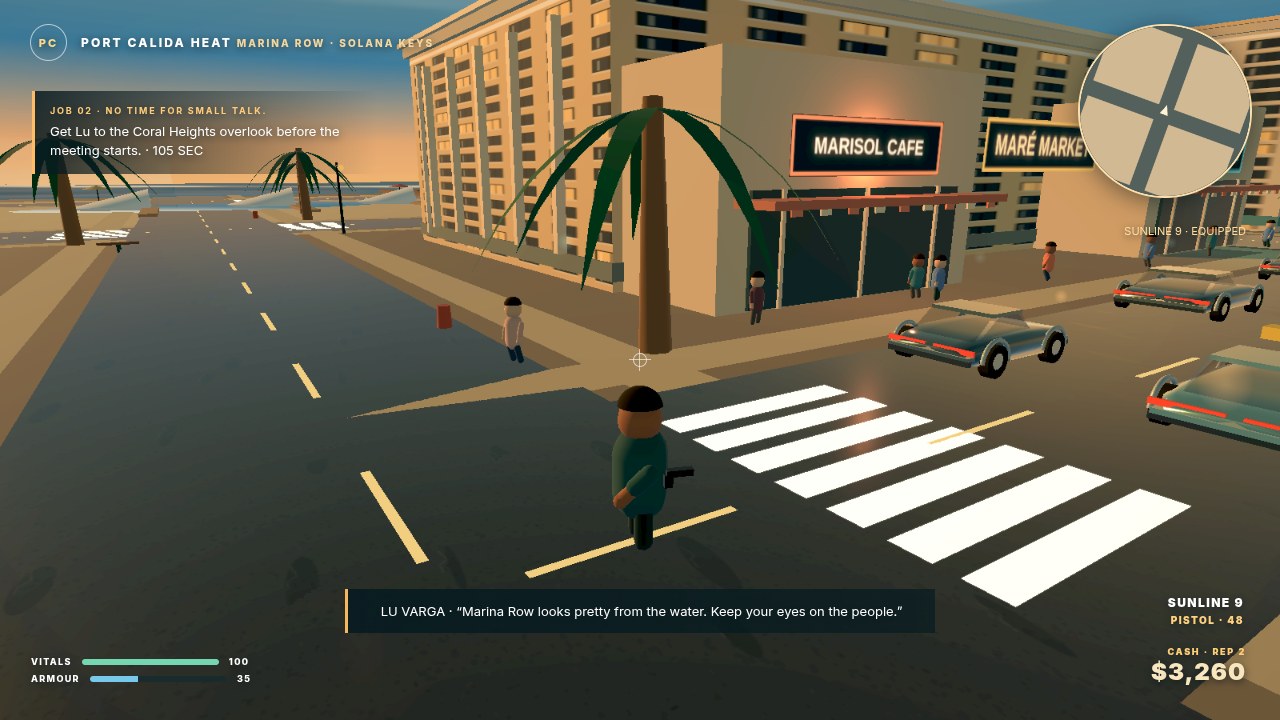 PC
PORT CALIDA HEAT MARINA ROW · SOLANA KEYS
JOB 02 · NO TIME FOR SMALL TALK.
Get Lu to the Coral Heights overlook before the
meeting starts. · 105 SEC
MARISOL CAFE
MARÉ MARKET
SUNLINE 9 · EQUIPPED
LU VARGA · “Marina Row looks pretty from the water. Keep your eyes on the people.”
SUNLINE 9
PISTOL · 48
CASH · REP 2
$3,260
VITALS 100
ARMOUR 35